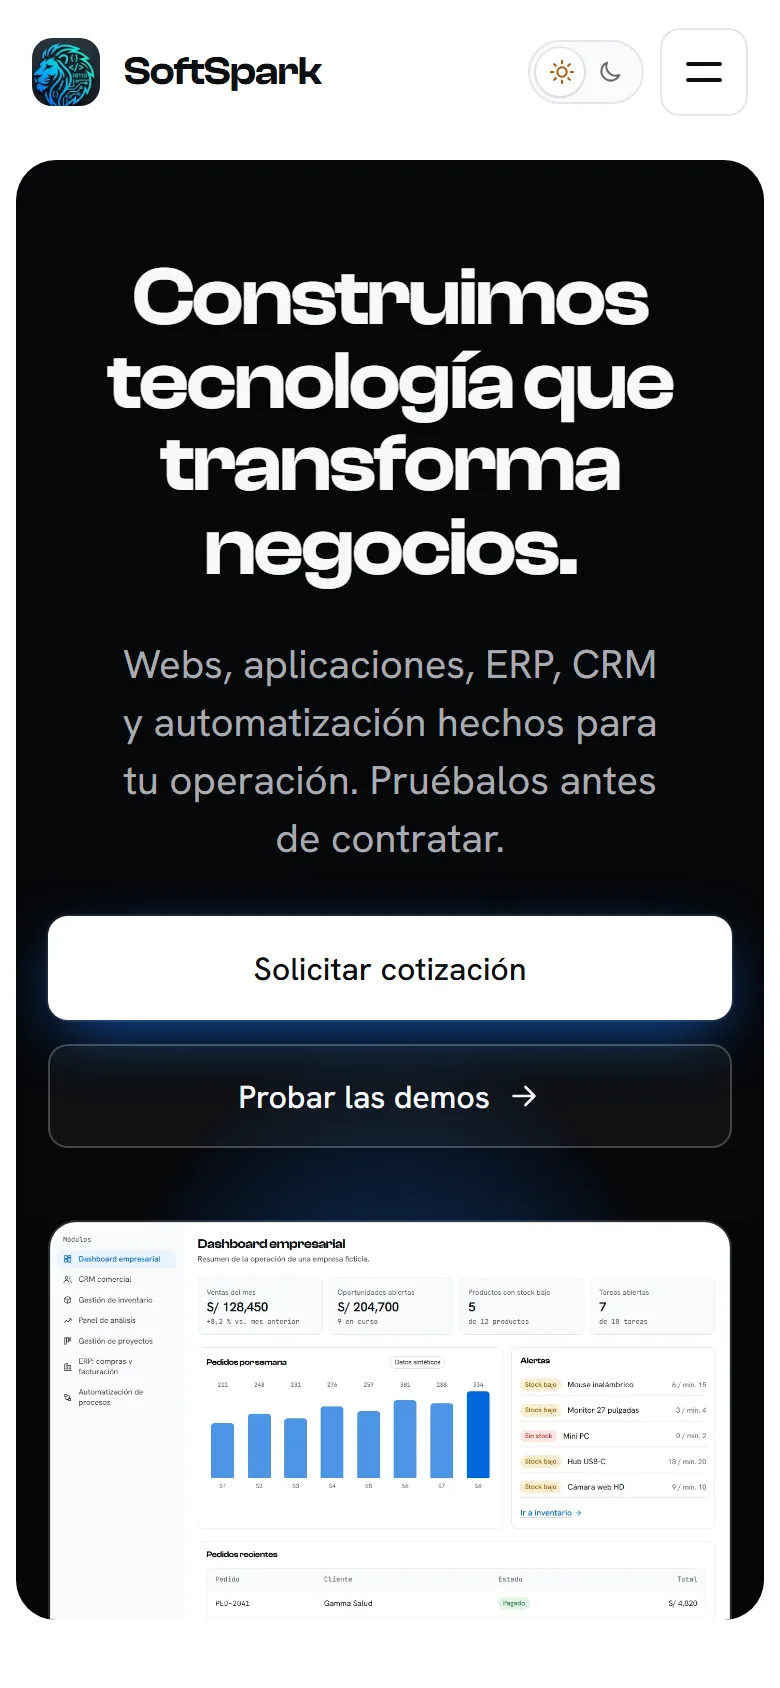 SoftSpark
Construimos
tecnología que
transforma
negocios.
Webs, aplicaciones, ERP, CRM
y automatización hechos para
tu operación. Pruébalos antes
de contratar.
Solicitar cotización
Probar las demos →
Módulos
Dashboard empresarial
CRM comercial
Gestión de inventario
Panel de análisis
Gestión de proyectos
ERP: compras y
facturación
Automatización de
procesos
Dashboard empresarial
Resumen de la operación de una empresa ficticia.
Ventas del mes
S/ 128,450
+8,2 % vs. mes anterior
Oportunidades abiertas
S/ 204,700
9 en curso
Productos con stock bajo
5
de 12 productos
Tareas abiertas
7
de 18 tareas
Pedidos por semana
Datos sintéticos
212 248 231 276 259 301 288 334
S1 S2 S3 S4 S5 S6 S7 S8
Alertas
Stock bajo Mouse inalámbrico 6 / mín. 15
Stock bajo Monitor 27 pulgadas 3 / mín. 4
Sin stock Mini PC 0 / mín. 2
Stock bajo Hub USB-C 18 / mín. 20
Stock bajo Cámara web HD 9 / mín. 10
Ir a inventario →
Pedidos recientes
Pedido Cliente Estado Total
PED-2041 Gamma Salud Pagado S/ 4,820